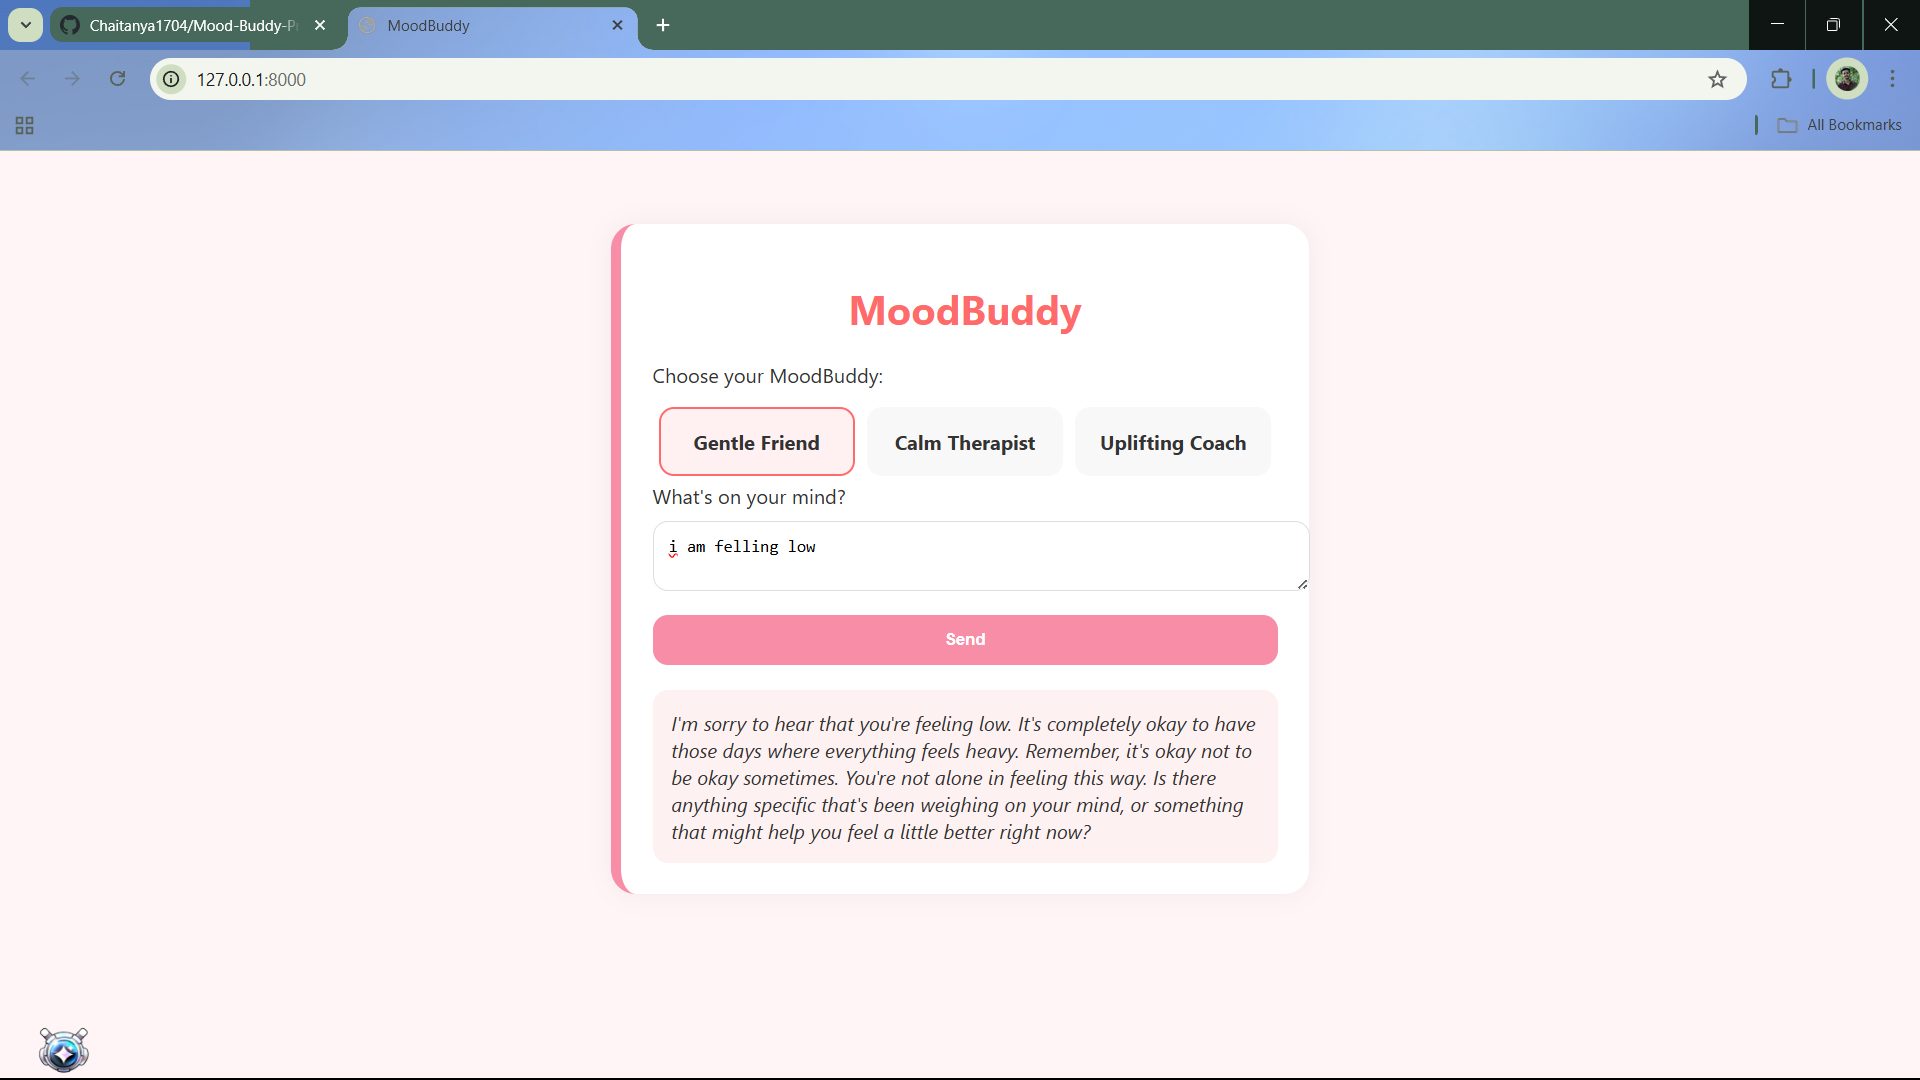 Chaitanya1704/Mood-Buddy-P
MoodBuddy
127.0.0.1:8000
All Bookmarks
MoodBuddy
Choose your MoodBuddy:
Gentle Friend
Calm Therapist
Uplifting Coach
What's on your mind?
i am felling low
Send
I'm sorry to hear that you're feeling low. It's completely okay to have
those days where everything feels heavy. Remember, it's okay not to
be okay sometimes. You're not alone in feeling this way. Is there
anything specific that's been weighing on your mind, or something
that might help you feel a little better right now?